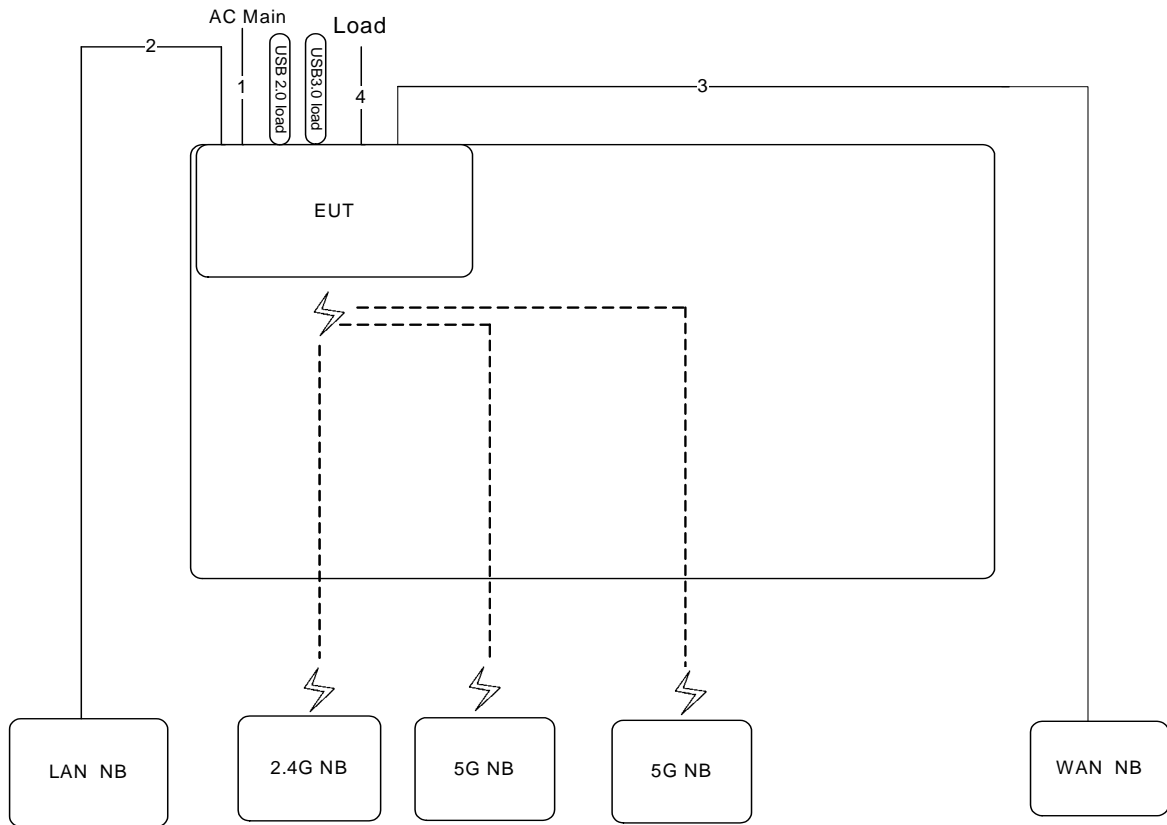 AC Main
Load
2
USB 2.0 load
USB3.0 load
1
4
3
EUT
LAN NB
2.4G NB
5G NB
5G NB
WAN NB